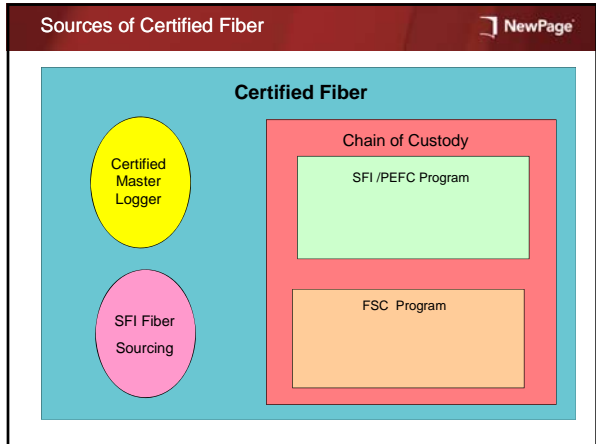 Sources of Certified Fiber
NewPage
Certified Fiber
Certified
Master
Logger
SFI Fiber
Sourcing
Chain of Custody
SFI /PEFC Program
FSC Program